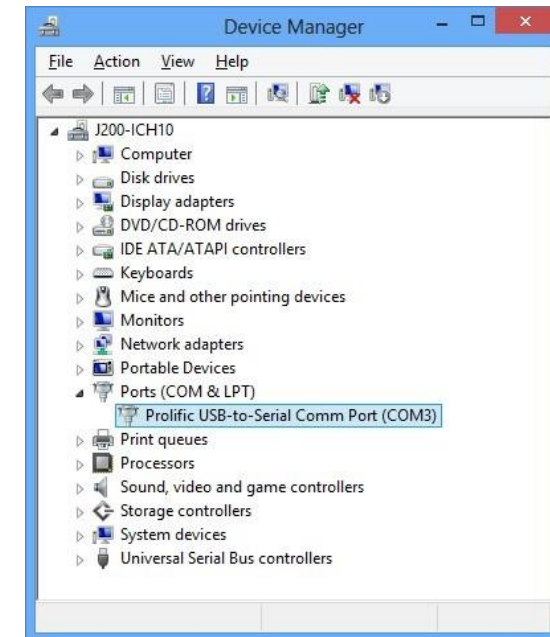 Device Manager
File Action View Help
J200-ICH10
Computer
Disk drives
Display adapters
DVD/CD-ROM drives
IDE ATA/ATAPI controllers
Keyboards
Mice and other pointing devices
Monitors
Network adapters
Portable Devices
Ports (COM & LPT)
Prolific USB-to-Serial Comm Port (COM3)
Print queues
Processors
Sound, video and game controllers
Storage controllers
System devices
Universal Serial Bus controllers